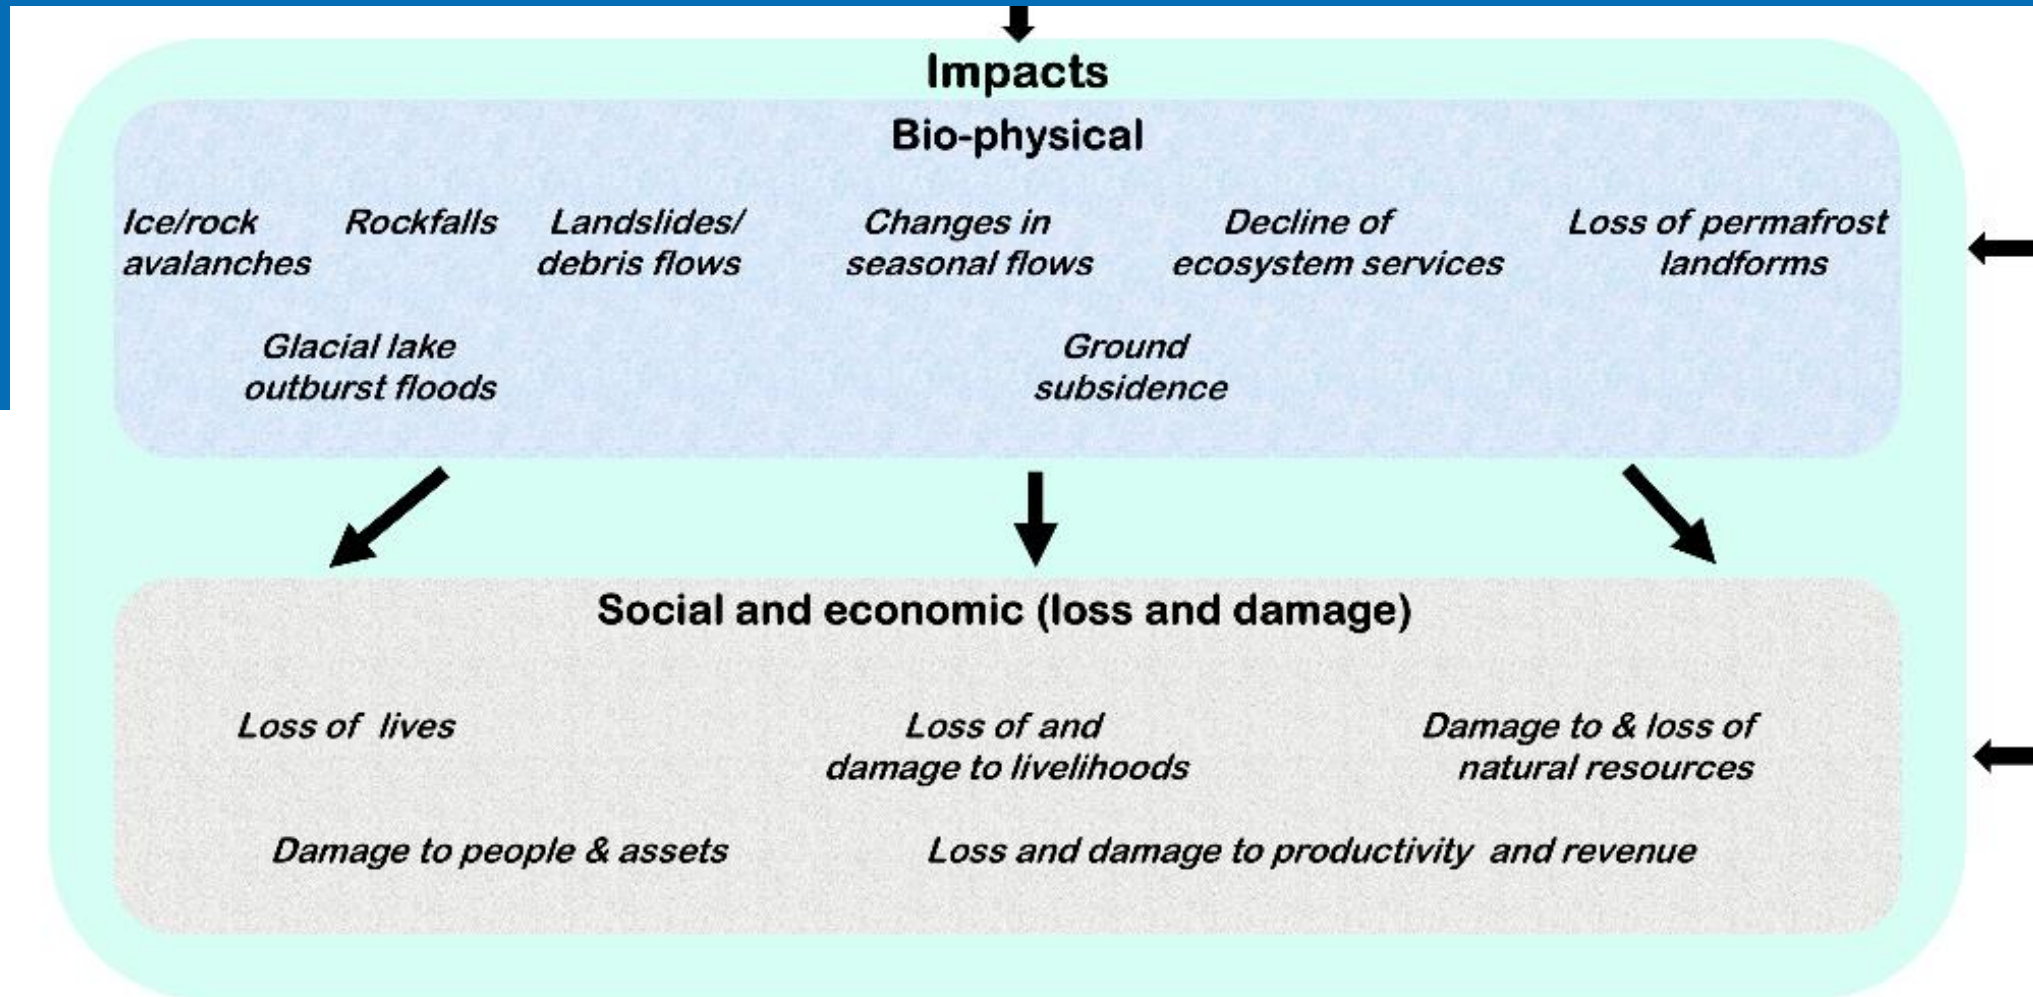 Impacts
Bio-physical
Ice/rock
avalanches
Rockfalls
Landslides/
debris flows
Changes in
seasonal flows
Decline of
ecosystem services
Loss of permafrost
landforms
Glacial lake
outburst floods
Ground
subsidence
Social and economic (loss and damage)
Loss of lives
Loss of and
damage to livelihoods
Damage to & loss of
natural resources
Damage to people & assets
Loss and damage to productivity and revenue